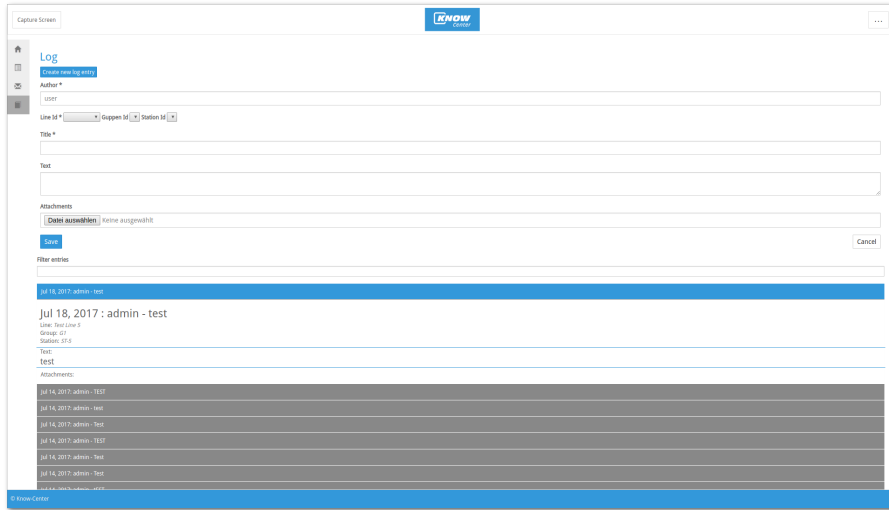 Capture Screen
KNOW
Center
...
Log
Create new log entry
Author *
user
Line Id * Guppen Id Station Id
Title *
Text
Attachments
Datei auswählen Keine ausgewählt
Save
Cancel
Filter entries
Jul 18, 2017: admin - test
Jul 18, 2017 : admin - test
Line: Test Line 5
Group: G1
Station: ST-5
Text:
test
Attachments:
Jul 14, 2017: admin - TEST
Jul 14, 2017: admin - test
Jul 14, 2017: admin - Test
Jul 14, 2017: admin - TEST
Jul 14, 2017: admin - Test
Jul 14, 2017: admin - Test
Jul 14, 2017: admin -
© Know-Center